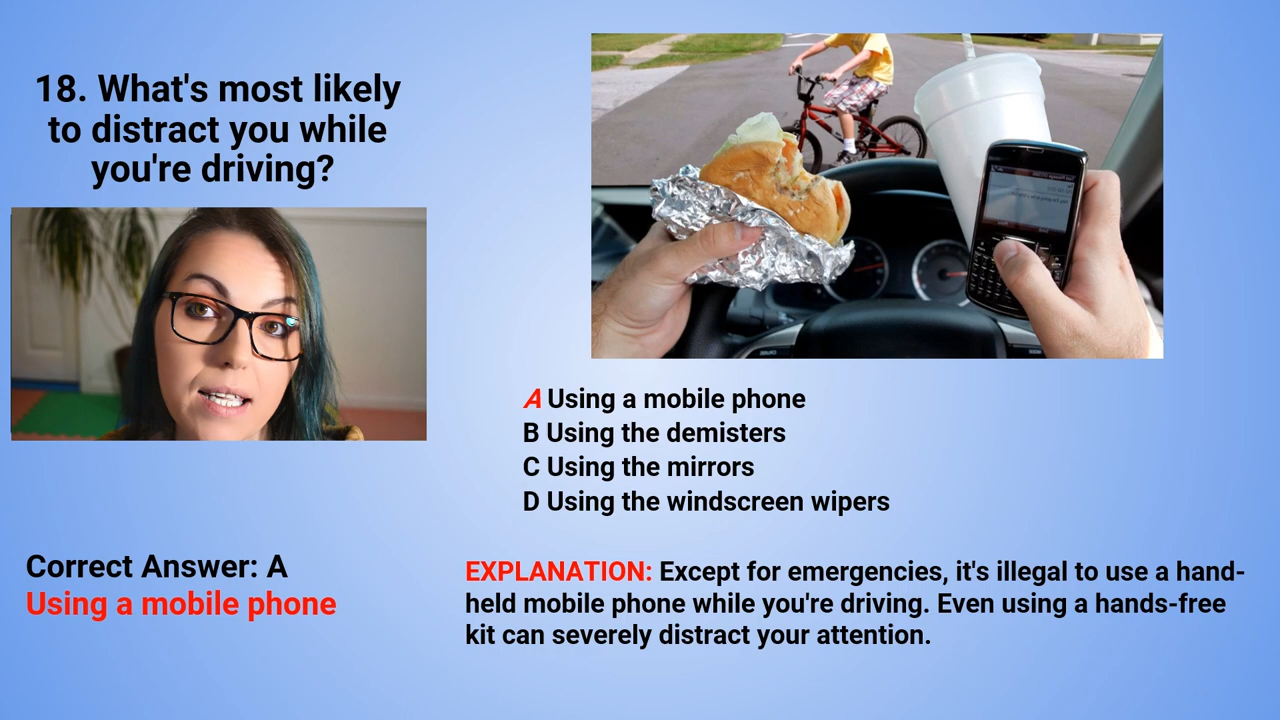 18. What's most likely
to distract you while
you're driving?
A Using a mobile phone
B Using the demisters
C Using the mirrors
D Using the windscreen wipers
Correct Answer: A
Using a mobile phone
EXPLANATION: Except for emergencies, it's illegal to use a hand-
held mobile phone while you're driving. Even using a hands-free
kit can severely distract your attention.